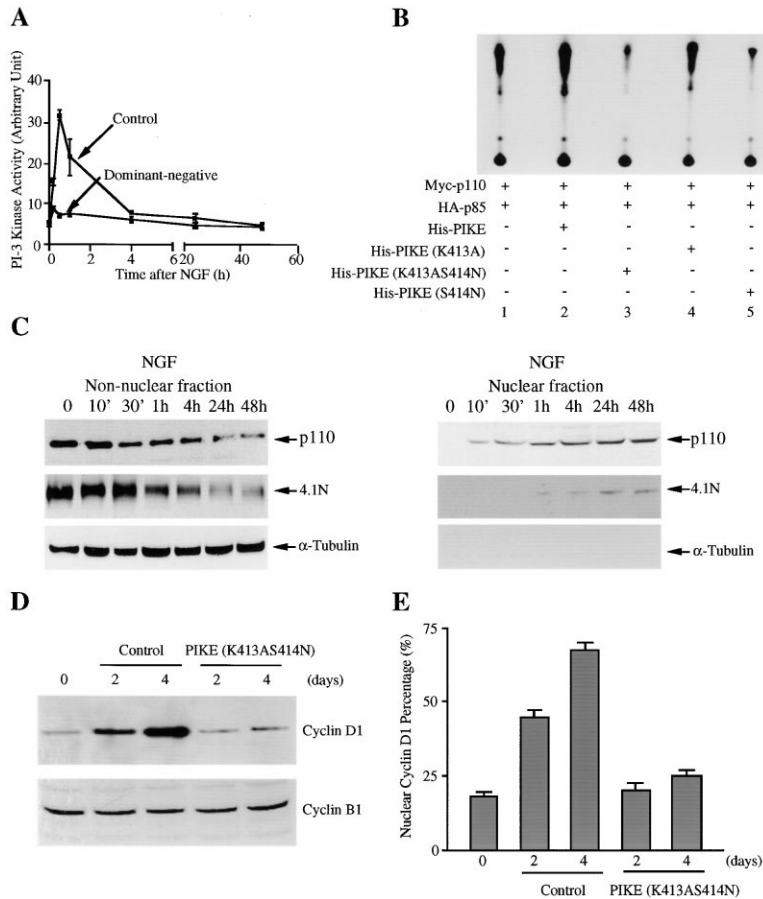 A
PI-3 Kinase Activity (Arbitrary Unit)
40
30
20
10
0
Control
Dominant-negative
0 2 4 6 20 40 60
Time after NGF (h)
B
Myc-p110 + + + + +
HA-p85 + + + + +
His-PIKE - + - - -
His-PIKE (K413A) - - - + -
His-PIKE (K413AS414N) - - + - -
His-PIKE (S414N) - - - - +
1 2 3 4 5
C
NGF
Non-nuclear fraction
0 10' 30' 1h 4h 24h 48h
p110
4.1N
α-Tubulin
NGF
Nuclear fraction
0 10' 30' 1h 4h 24h 48h
p110
4.1N
α-Tubulin
D
Control PIKE (K413AS414N)
0 2 4 2 4 (days)
Cyclin D1
Cyclin B1
E
Nuclear Cyclin D1 Percentage (%)
75
50
25
0
0 2 4 2 4 (days)
Control PIKE (K413AS414N)